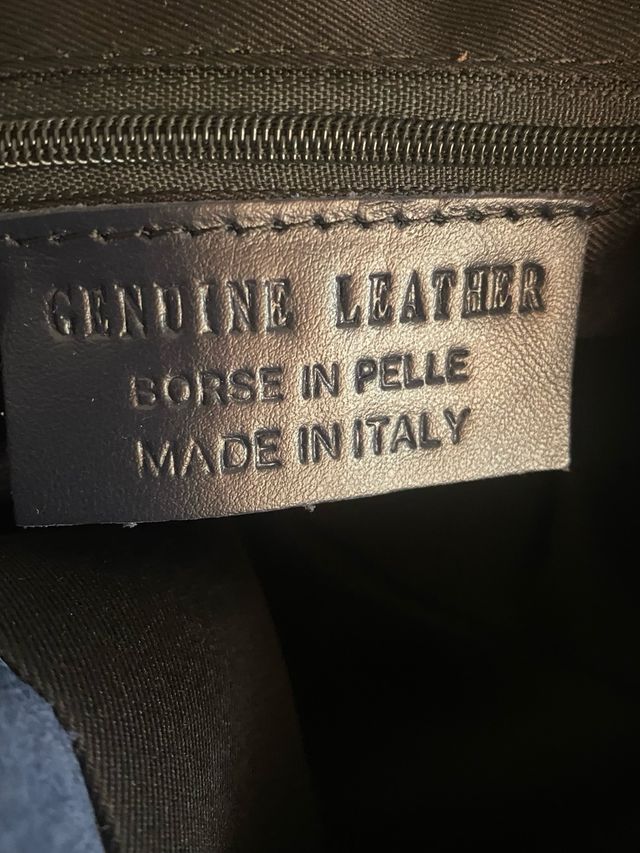 GENUINE LEATHER
BORSE IN PELLE
MADE IN ITALY